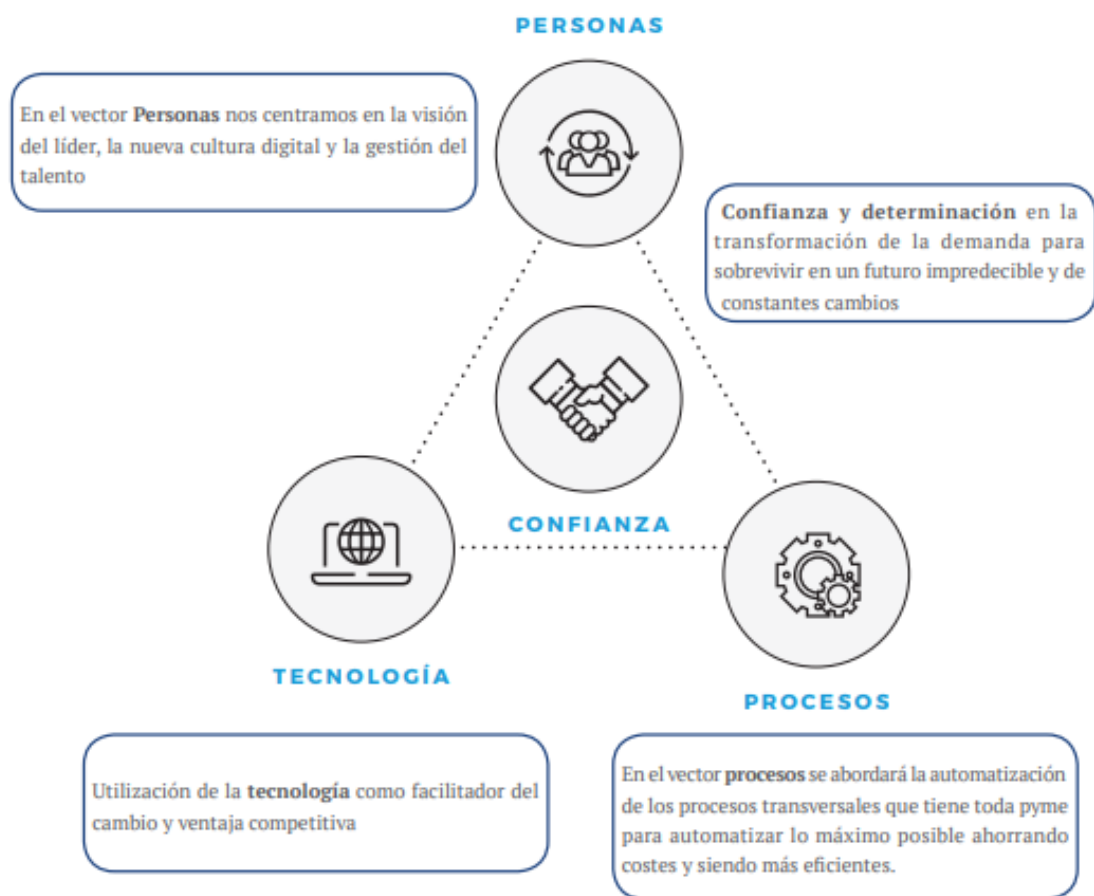 PERSONAS
En el vector Personas nos centramos en la visión
del líder, la nueva cultura digital y la gestión del
talento
Confianza y determinación en la
transformación de la demanda para
sobrevivir en un futuro impredecible y de
constantes cambios
CONFIANZA
TECNOLOGÍA
PROCESOS
Utilización de la tecnología como facilitador del
cambio y ventaja competitiva
En el vector procesos se abordará la automatización
de los procesos transversales que tiene toda pyme
para automatizar lo máximo posible ahorrando
costes y siendo más eficientes.